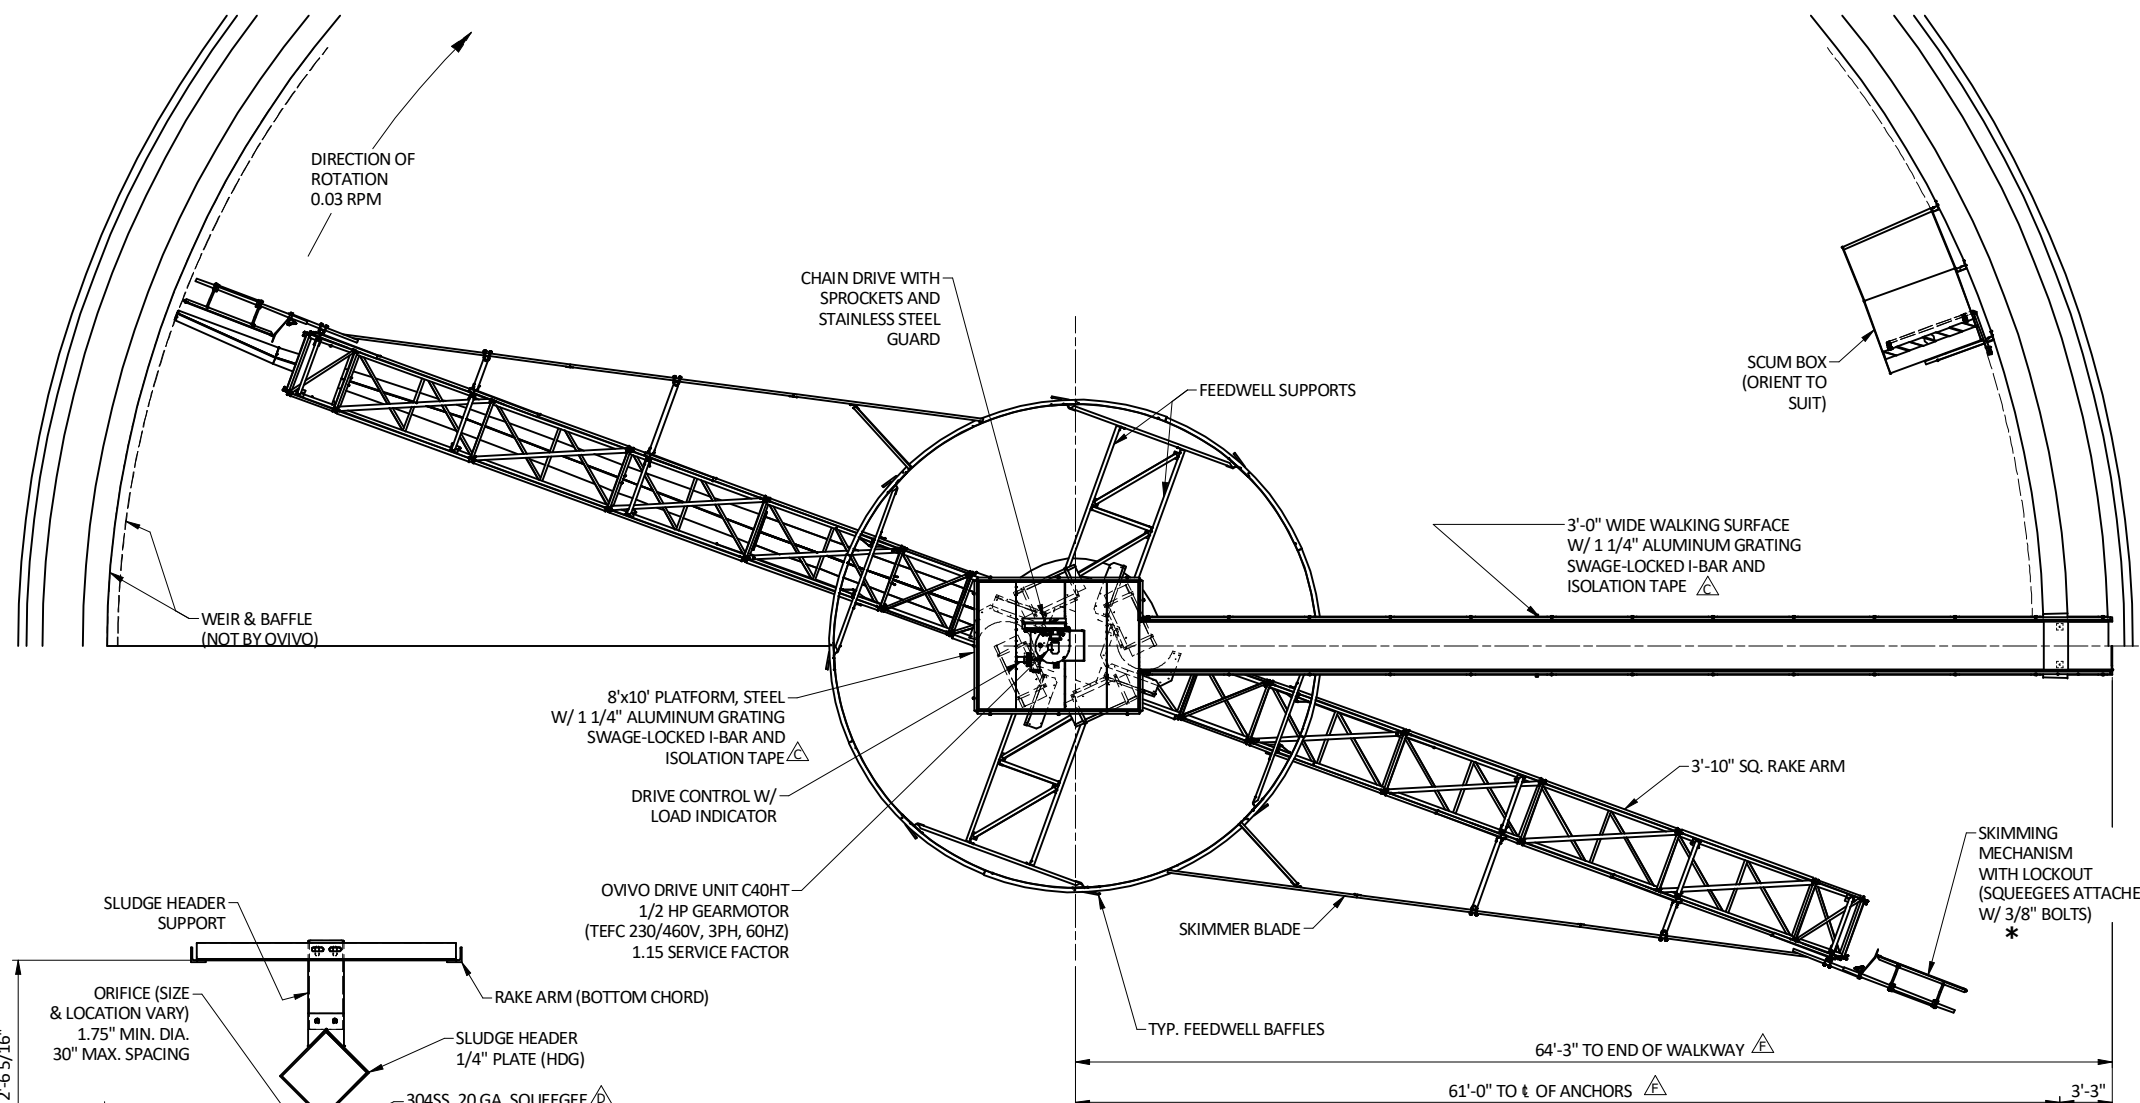 DIRECTION OF
ROTATION
0.03 RPM
CHAIN DRIVE WITH
SPROCKETS AND
STAINLESS STEEL
GUARD
FEEDWELL SUPPORTS
SCUM BOX
(ORIENT TO
SUIT)
3'-0" WIDE WALKING SURFACE
W/ 1 1/4" ALUMINUM GRATING
SWAGE-LOCKED I-BAR AND
ISOLATION TAPE C
WEIR & BAFFLE
(NOT BY OVIVO)
8'x10' PLATFORM, STEEL
W/ 1 1/4" ALUMINUM GRATING
SWAGE-LOCKED I-BAR AND
ISOLATION TAPE C
DRIVE CONTROL W/
LOAD INDICATOR
3'-10" SQ. RAKE ARM
SKIMMING
MECHANISM
WITH LOCKOUT
(SQUEEGEES ATTACHE
W/ 3/8" BOLTS)
*
OVIVO DRIVE UNIT C40HT
1/2 HP GEARMOTOR
(TEFC 230/460V, 3PH, 60HZ)
1.15 SERVICE FACTOR
SKIMMER BLADE
TYP. FEEDWELL BAFFLES
SLUDGE HEADER
SUPPORT
RAKE ARM (BOTTOM CHORD)
ORIFICE (SIZE
& LOCATION VARY)
1.75" MIN. DIA.
30" MAX. SPACING
SLUDGE HEADER
1/4" PLATE (HDG)
2'-6 5/16"
304SS, 20 GA. SQUEEGEE D
64'-3" TO END OF WALKWAY F
61'-0" TO ℄ OF ANCHORS F
3'-3"